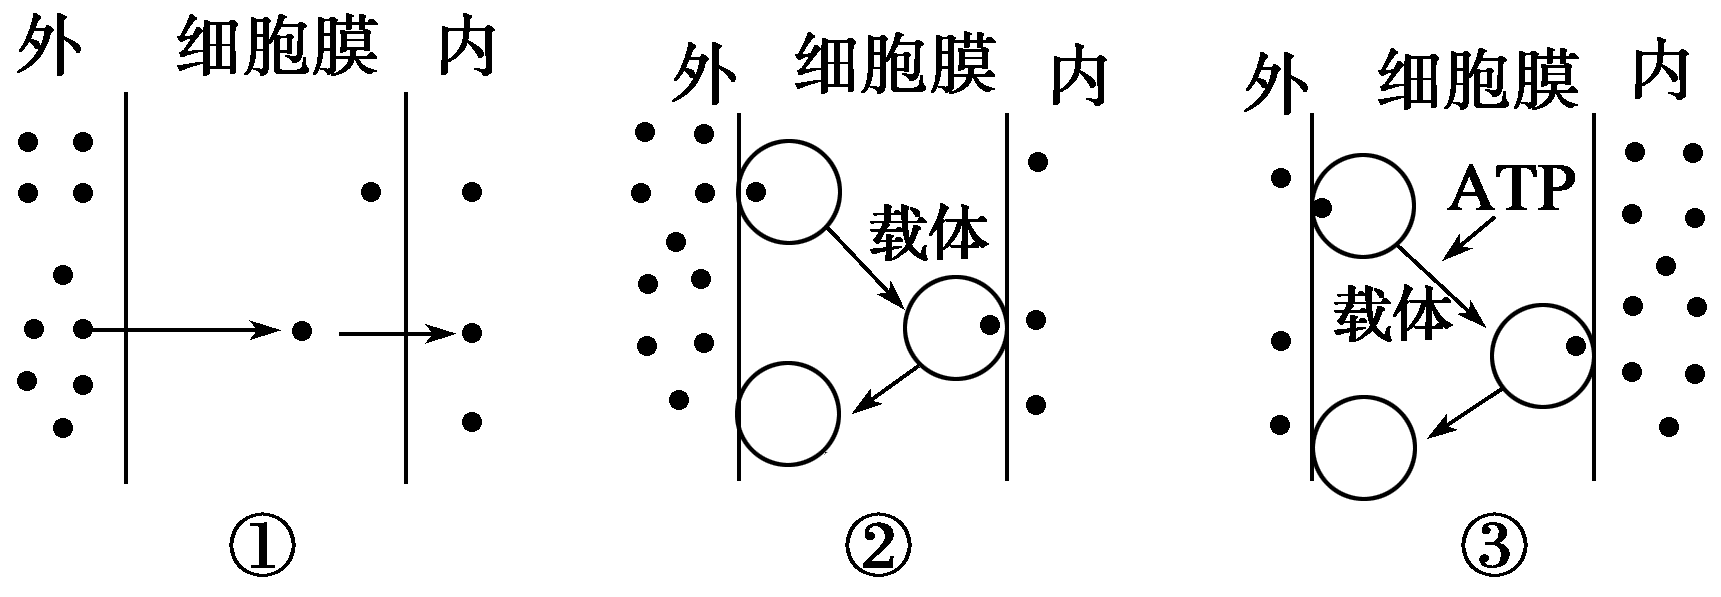 外 细胞膜 内
①
外 细胞膜 内
载体
②
外 细胞膜 内
ATP
载体
③